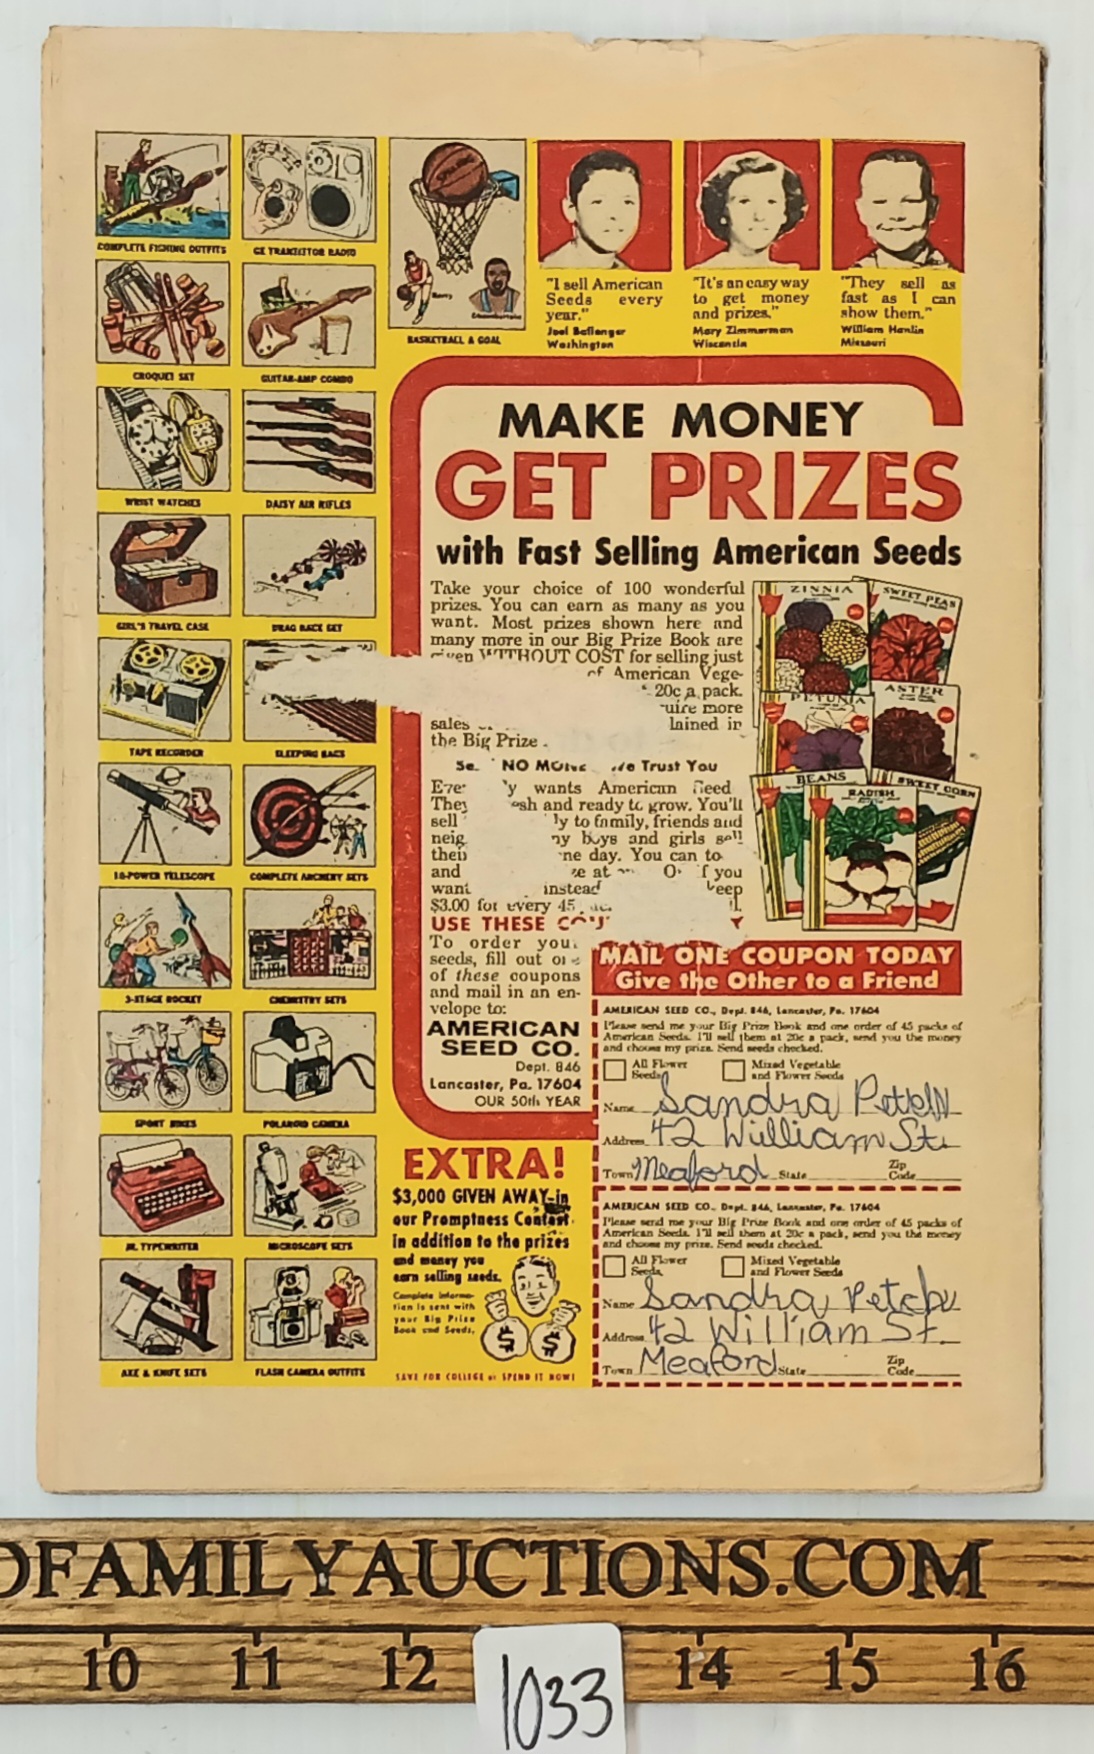 COMPLETE FISHING OUTFITS
GE TRANSISTOR RADIO
SPALDING
BASKETBALL & GOAL
CROQUET SET
GUITAR-AMP COMBO
WRIST WATCHES
DAISY AIR RIFLES
GIRL'S TRAVEL CASE
DRAG RACE SET
TAPE RECORDER
SLEEPING BAGS
10-POWER TELESCOPE
COMPLETE ARCHERY SETS
3-STAGE ROCKET
CHEMISTRY SETS
SPORT BIKES
POLAROID CAMERA
JR. TYPEWRITER
MICROSCOPE SETS
AXE & KNIFE SETS
FLASH CAMERA OUTFITS
"I sell American
Seeds every
year."
Joel Ballanger
Washington
"It's an easy way
to get money
and prizes."
Mary Zimmerman
Wisconsin
"They sell as
fast as I can
show them."
William Hanlin
Missouri
MAKE MONEY
GET PRIZES
with Fast Selling American Seeds
Take your choice of 100 wonderful
prizes. You can earn as many as you
want. Most prizes shown here and
many more in our Big Prize Book are
WITHOUT COST for selling just
of American Vege-
20c a pack.
more
sales
the Big Prize
NO Trust You
wants American
and ready to grow. You'll
sell to family, friends and
boys and girls
day. You can
and at you
want instead
$3.00 for every 45
USE THESE
To order your
seeds, fill out
of these coupons
and mail in an en-
velope to:
AMERICAN
SEED CO.
Dept. 846
Lancaster, Pa. 17604
OUR 50th YEAR
ZINNIA
SWEET PEAS
PETUNIA
ASTER
BEANS
RADISH
SWEET CORN
MAIL ONE COUPON TODAY
Give the Other to a Friend
AMERICAN SEED CO., Dept. 846, Lancaster, Pa. 17604
Please send me your Big Prize Book and one order of 45 packs of
American Seeds. I'll sell them at 20c a pack, send you the money
and choose my prize. Send seeds checked.
All Flower Seeds
Mixed Vegetable and Flower Seeds
Name Sandra
Address 42 William St.
Town Meaford State Zip Code
AMERICAN SEED CO., Dept. 846, Lancaster, Pa. 17604
Please send me your Big Prize Book and one order of 45 packs of
American Seeds. I'll sell them at 20c a pack, send you the money
and choose my prize. Send seeds checked.
All Flower Seeds
Mixed Vegetable and Flower Seeds
Name Sandra
Address 42 William St.
Town Meaford State Zip Code
EXTRA!
$3,000 GIVEN AWAY in
our Promptness Contest
in addition to the prizes
and money you
earn selling seeds.
Complete informa-
tion is sent with
your Big Prize
Book and Seeds.
SAVE FOR COLLEGE or SPEND IT NOW!
FAMILYAUCTIONS.COM
10 11 12 14 15 16
1033